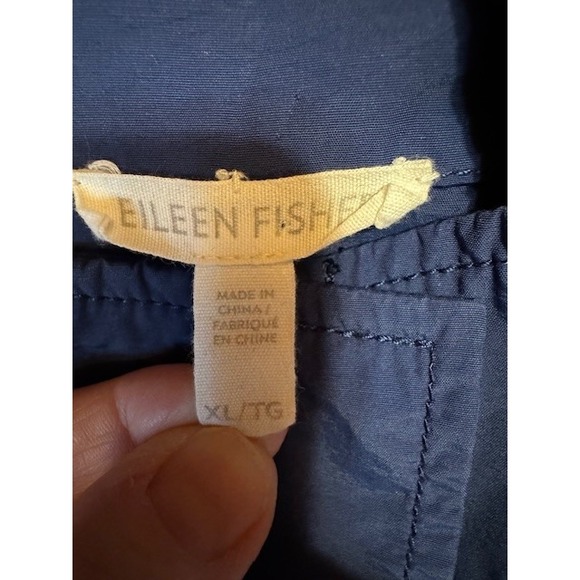 EILEEN FISHER
MADE IN
CHINA /
FABRIQUÉ
EN CHINE
XL/TG